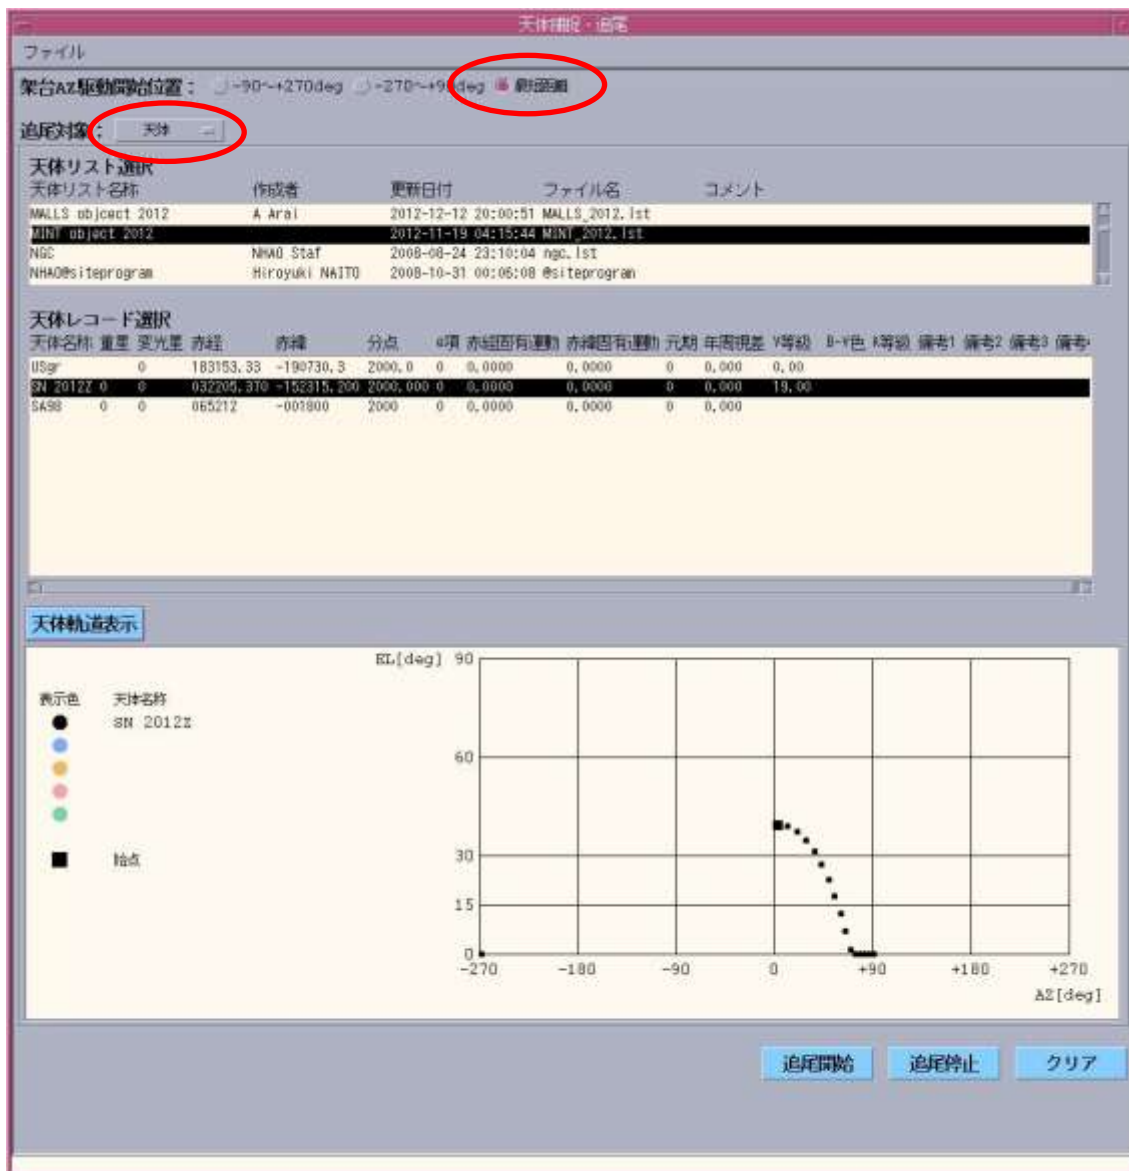 天体捕捉・追尾
ファイル
架台AZ駆動開始位置： -90~+270deg -270~+90deg 最短距離
追尾対象： 天体
天体リスト選択
天体リスト名称 作成者 更新日付 ファイル名 コメント
MALLS objcect 2012 A Arai 2012-12-12 20:00:51 MALLS_2012.lst
MINT object 2012 2012-11-19 04:15:44 MINT_2012.lst
NGC NHAO Staf 2008-08-24 23:10:04 ngc.lst
NHAO@siteprogram Hiroyuki NAITO 2008-10-31 00:06:08 @siteprogram
天体レコード選択
天体名称 重星 変光星 赤経 赤緯 分点 e項 赤経固有運動 赤緯固有運動 元期 年周視差 V等級 B-V色 R等級 備考1 備考2 備考3 備考
USgr 0 183153.33 -190730.3 2000.0 0 0.0000 0.0000 0 0.000 0.00
SN 2012Z 0 0 032205.370 -152315.200 2000.000 0 0.0000 0.0000 0 0.000 19.00
SA98 0 0 065212 -001800 2000 0 0.0000 0.0000 0 0.000
天体軌道表示
EL[deg] 90
表示色 天体名称
SN 2012Z
60
始点
30
15
0
-270 -180 -90 0 +90 +180 +270
AZ[deg]
追尾開始 追尾停止 クリア